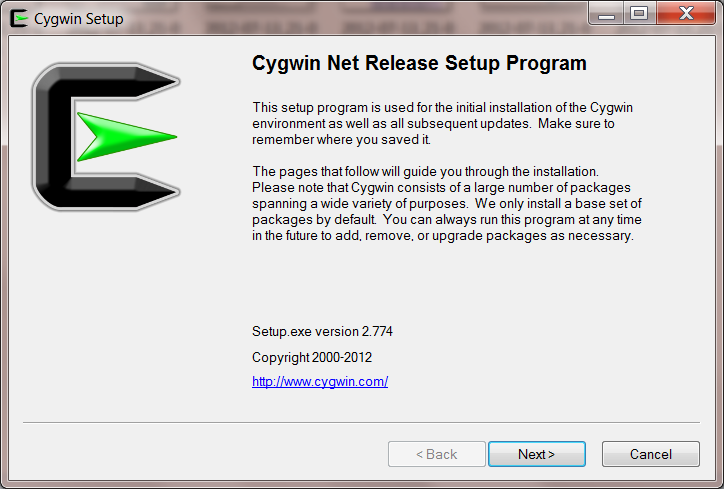 Cygwin Setup
Cygwin Net Release Setup Program
This setup program is used for the initial installation of the Cygwin
environment as well as all subsequent updates.  Make sure to
remember where you saved it.
The pages that follow will guide you through the installation.
Please note that Cygwin consists of a large number of packages
spanning a wide variety of purposes.  We only install a base set of
packages by default.  You can always run this program at any time
in the future to add, remove, or upgrade packages as necessary.
Setup.exe version 2.774
Copyright 2000-2012
http://www.cygwin.com/
< Back
Next >
Cancel